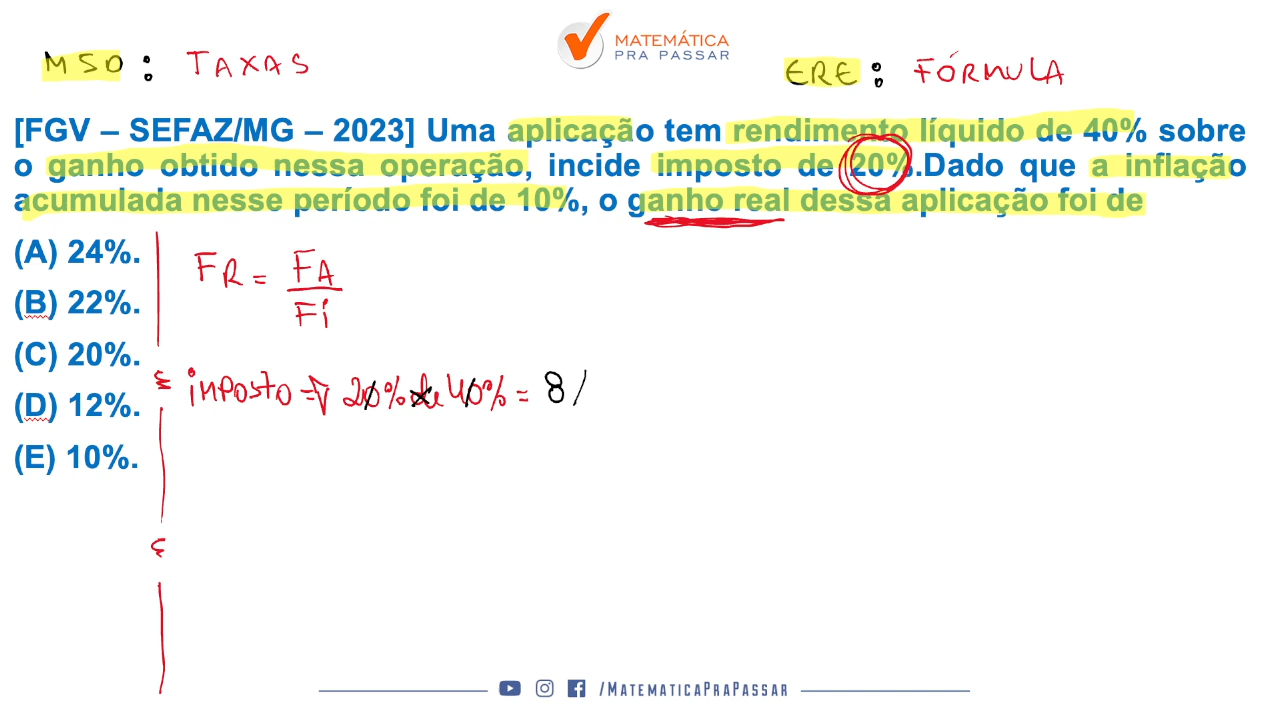 MATEMÁTICA
PRA PASSAR
MSD : TAXAS
ERE : FÓRMULA
[FGV – SEFAZ/MG – 2023] Uma aplicação tem rendimento líquido de 40% sobre
o ganho obtido nessa operação, incide imposto de 20%.Dado que a inflação
acumulada nesse período foi de 10%, o ganho real dessa aplicação foi de
(A) 24%.
(B) 22%.
(C) 20%.
(D) 12%.
(E) 10%.
FR = FA
Fi
imposto ⇒ 20% de 40% = 8/
/MATEMATICAPRAPASSAR